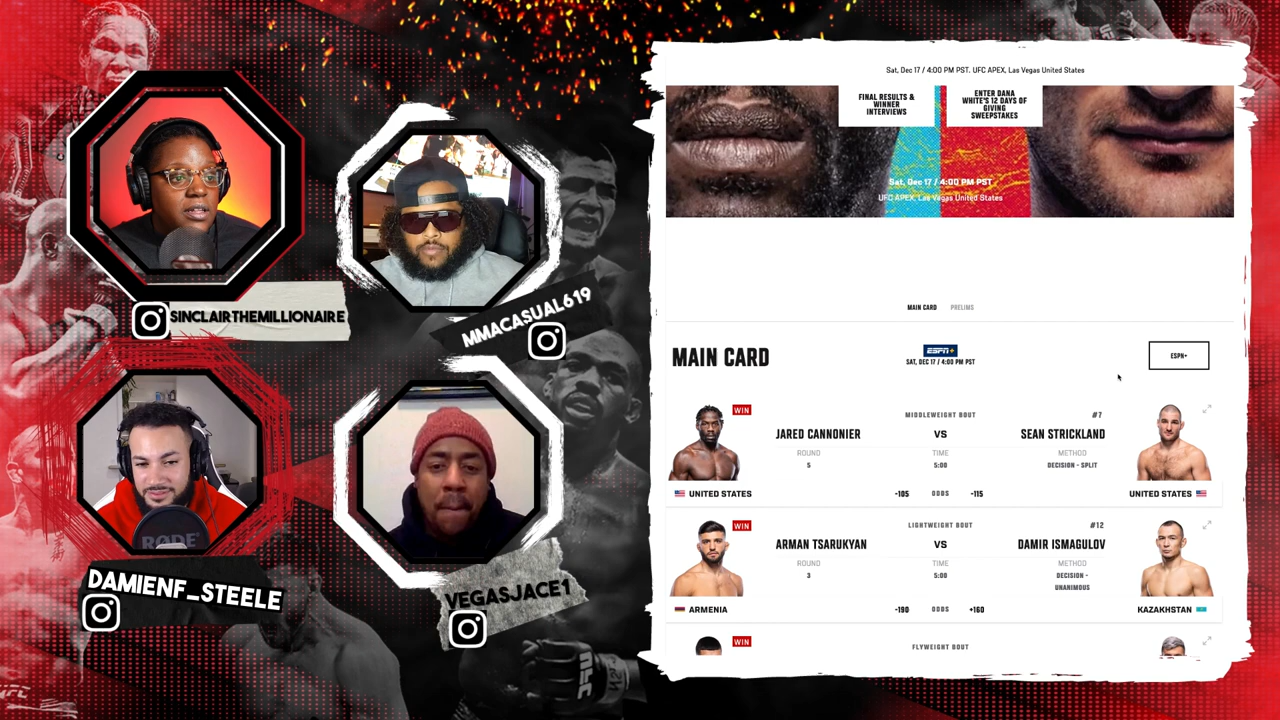 SINCLAIRTHEMILLIONAIRE
MMACASUAL619
DAMIENF_STEELE
RØDE
VEGASJACE1
UFC
Sat, Dec 17 / 4:00 PM PST. UFC APEX, Las Vegas United States
FINAL RESULTS &
WINNER
INTERVIEWS
ENTER DANA
WHITE'S 12 DAYS OF
GIVING
SWEEPSTAKES
Sat, Dec 17 / 4:00 PM PST
UFC APEX, Las Vegas United States
MAIN CARD PRELIMS
MAIN CARD
ESPN+
SAT, DEC 17 / 4:00 PM PST
ESPN+
WIN
MIDDLEWEIGHT BOUT
#7
JARED CANNONIER VS SEAN STRICKLAND
ROUND TIME METHOD
5 5:00 DECISION - SPLIT
UNITED STATES -105 ODDS -115 UNITED STATES
WIN
LIGHTWEIGHT BOUT
#12
ARMAN TSARUKYAN VS DAMIR ISMAGULOV
ROUND TIME METHOD
3 5:00 DECISION -
UNANIMOUS
ARMENIA -190 ODDS +160 KAZAKHSTAN
WIN
FLYWEIGHT BOUT